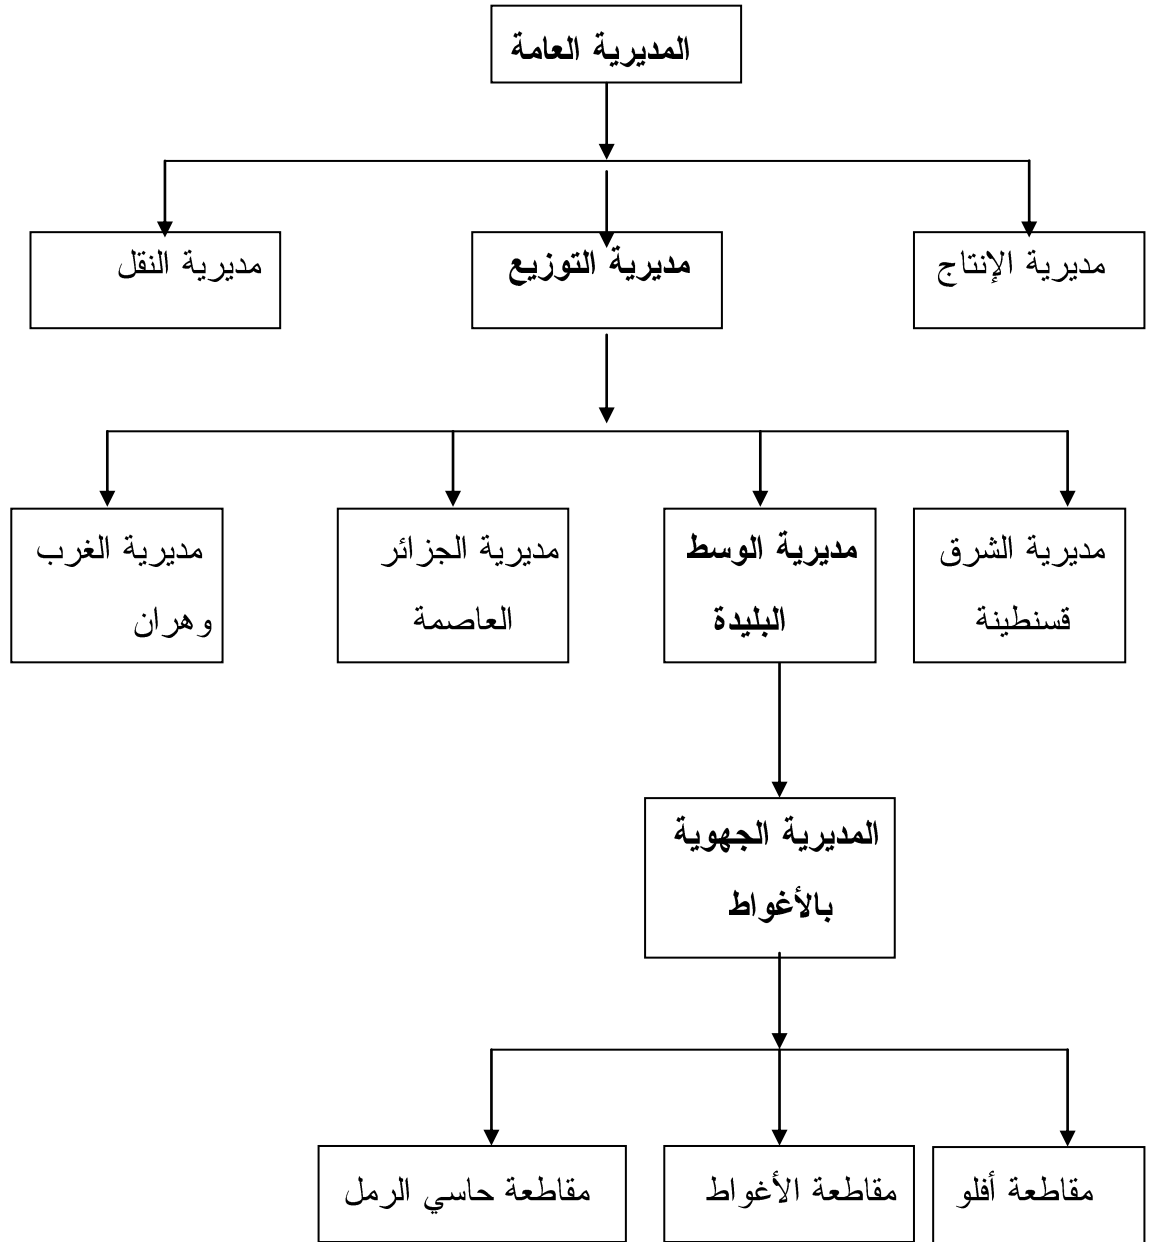 المديرية العامة
مديرية الإنتاج
مديرية التوزيع
مديرية النقل
مديرية الشرق
قسنطينة
مديرية الوسط
البليدة
مديرية الجزائر
العاصمة
مديرية الغرب
وهران
المديرية الجهوية
بالأغواط
مقاطعة أفلو
مقاطعة الأغواط
مقاطعة حاسي الرمل